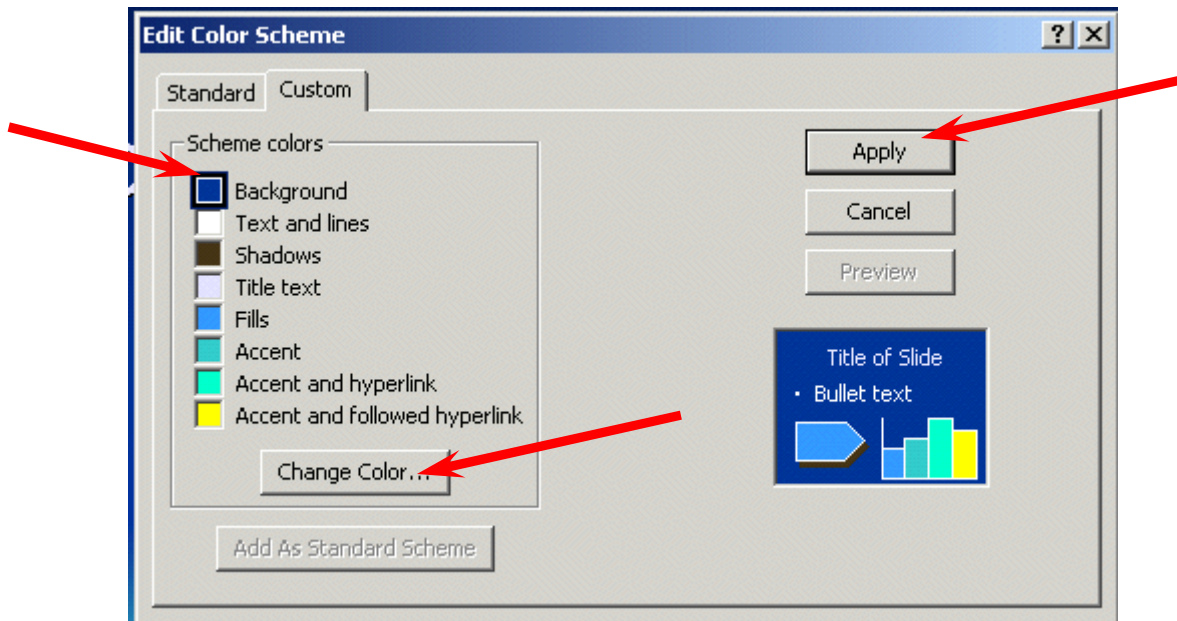 Edit Color Scheme
Standard
Custom
Scheme colors
Background
Text and lines
Shadows
Title text
Fills
Accent
Accent and hyperlink
Accent and followed hyperlink
Change Color...
Add As Standard Scheme
Apply
Cancel
Preview
Title of Slide
• Bullet text